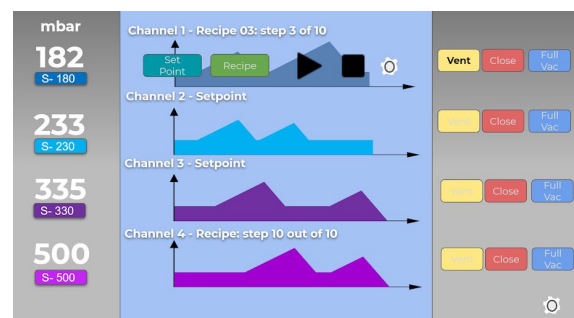 mbar
182
S- 180
Channel 1 - Recipe 03: step 3 of 10
Set
Point
Recipe
Vent
Close
Full
Vac
233
S- 230
Channel 2 - Setpoint
Vent
Close
Full
Vac
335
S- 330
Channel 3 - Setpoint
Vent
Close
Full
Vac
500
S- 500
Channel 4 - Recipe: step 10 out of 10
Vent
Close
Full
Vac